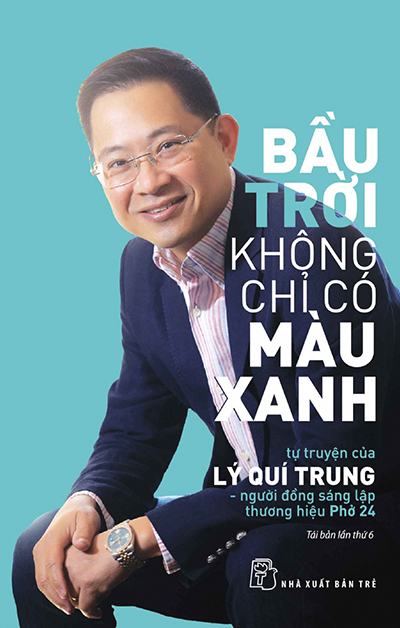 BẦU
TRỜI
KHÔNG
CHỈ CÓ
MÀU
XANH
tự truyện của
LÝ QUÍ TRUNG
- người đồng sáng lập
thương hiệu Phở 24
Tái bản lần thứ 6
NHÀ XUẤT BẢN TRẺ